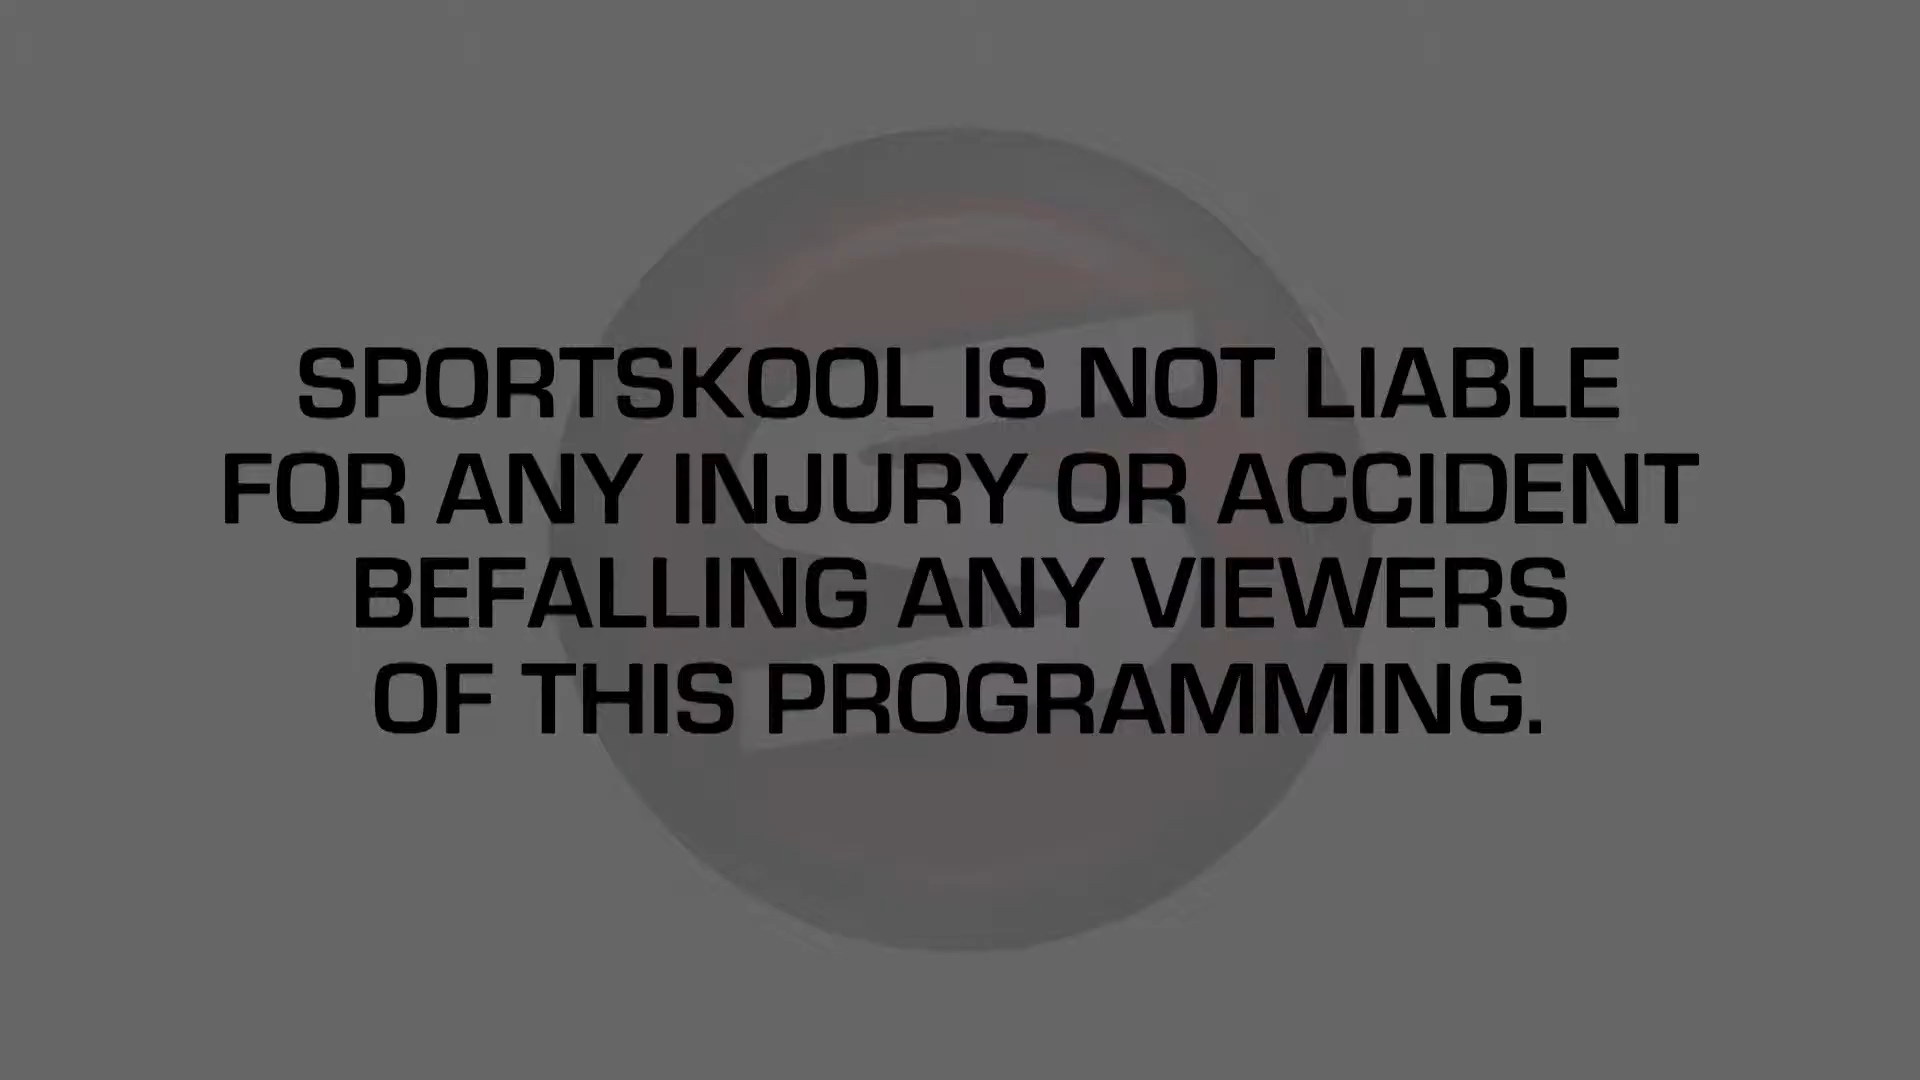 SPORTSKOOL IS NOT LIABLE
FOR ANY INJURY OR ACCIDENT
BEFALLING ANY VIEWERS
OF THIS PROGRAMMING.